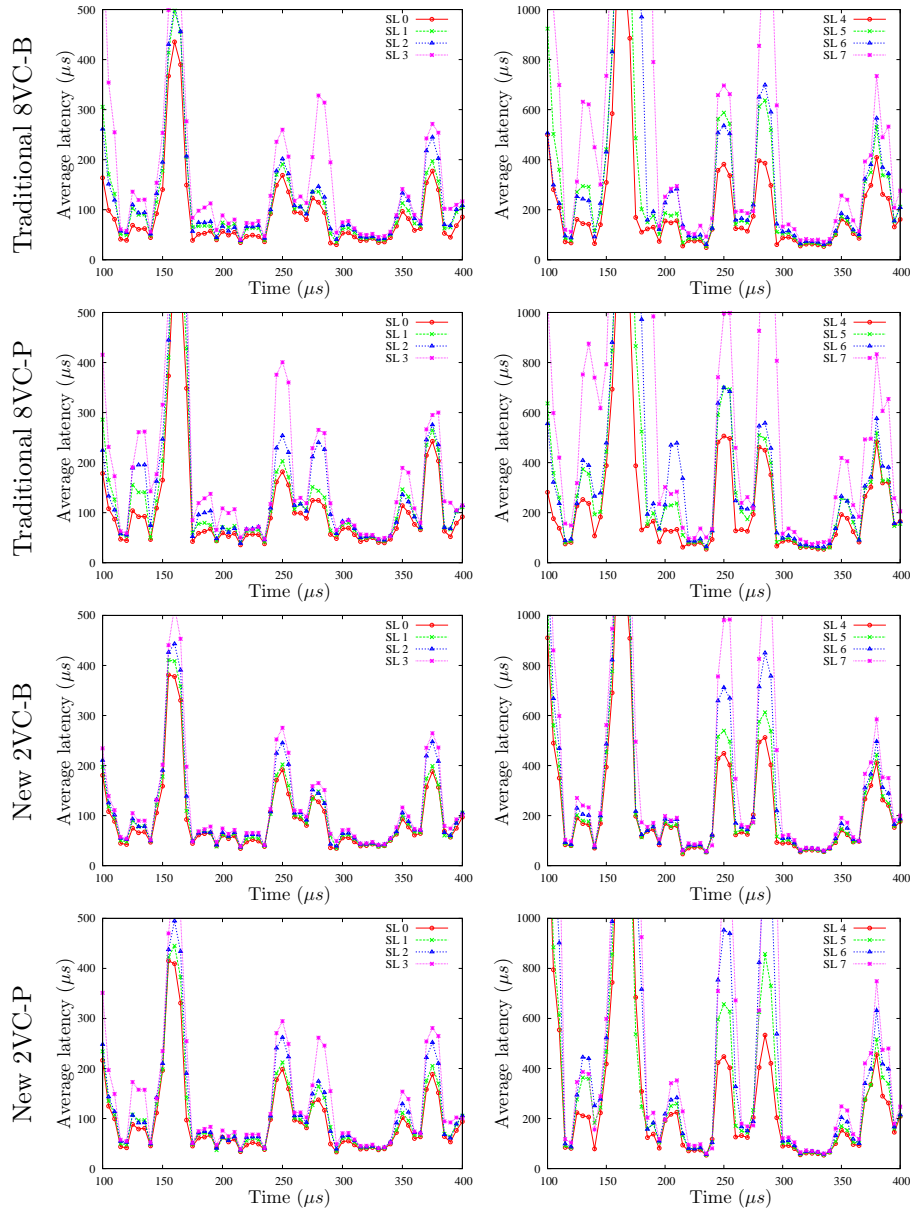 Traditional 8VC-B
Average latency (μs)
500
400
300
200
100
0
100 150 200 250 300 350 400
Time (μs)
SL 0
SL 1
SL 2
SL 3
Average latency (μs)
1000
800
600
400
200
0
100 150 200 250 300 350 400
Time (μs)
SL 4
SL 5
SL 6
SL 7
Traditional 8VC-P
Average latency (μs)
500
400
300
200
100
0
100 150 200 250 300 350 400
Time (μs)
SL 0
SL 1
SL 2
SL 3
Average latency (μs)
1000
800
600
400
200
0
100 150 200 250 300 350 400
Time (μs)
SL 4
SL 5
SL 6
SL 7
New 2VC-B
Average latency (μs)
500
400
300
200
100
0
100 150 200 250 300 350 400
Time (μs)
SL 0
SL 1
SL 2
SL 3
Average latency (μs)
1000
800
600
400
200
0
100 150 200 250 300 350 400
Time (μs)
SL 4
SL 5
SL 6
SL 7
New 2VC-P
Average latency (μs)
500
400
300
200
100
0
100 150 200 250 300 350 400
Time (μs)
SL 0
SL 1
SL 2
SL 3
Average latency (μs)
1000
800
600
400
200
0
100 150 200 250 300 350 400
Time (μs)
SL 4
SL 5
SL 6
SL 7